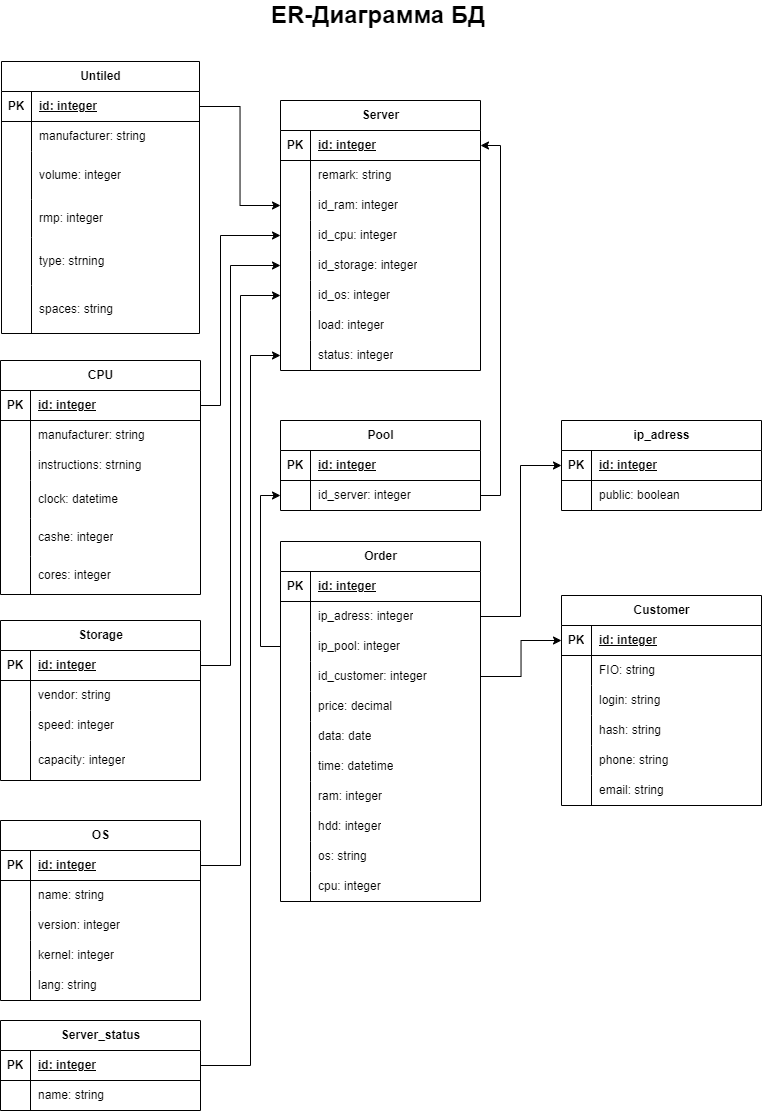 ER-Диаграмма БД
Untiled
PK id: integer
manufacturer: string
volume: integer
rmp: integer
type: strning
spaces: string
CPU
PK id: integer
manufacturer: string
instructions: strning
clock: datetime
cashe: integer
cores: integer
Storage
PK id: integer
vendor: string
speed: integer
capacity: integer
OS
PK id: integer
name: string
version: integer
kernel: integer
lang: string
Server_status
PK id: integer
name: string
Server
PK id: integer
remark: string
id_ram: integer
id_cpu: integer
id_storage: integer
id_os: integer
load: integer
status: integer
Pool
PK id: integer
id_server: integer
Order
PK id: integer
ip_adress: integer
ip_pool: integer
id_customer: integer
price: decimal
data: date
time: datetime
ram: integer
hdd: integer
os: string
cpu: integer
ip_adress
PK id: integer
public: boolean
Customer
PK id: integer
FIO: string
login: string
hash: string
phone: string
email: string